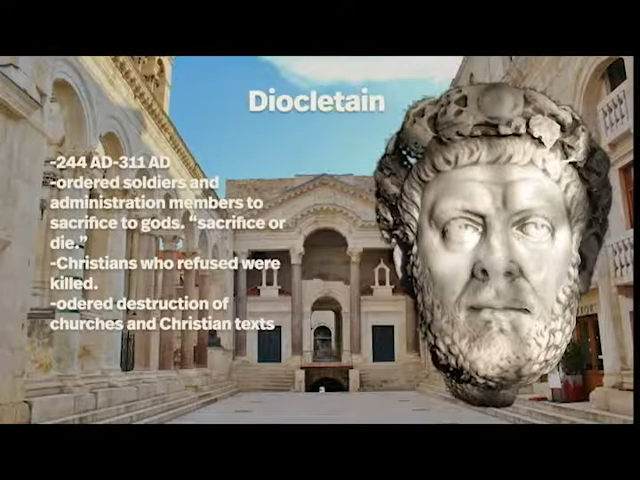 Diocletain
-244 AD-311 AD
-ordered soldiers and
administration members to
sacrifice to gods. “sacrifice or
die.”
-Christians who refused were
killed.
-odered destruction of
churches and Christian texts